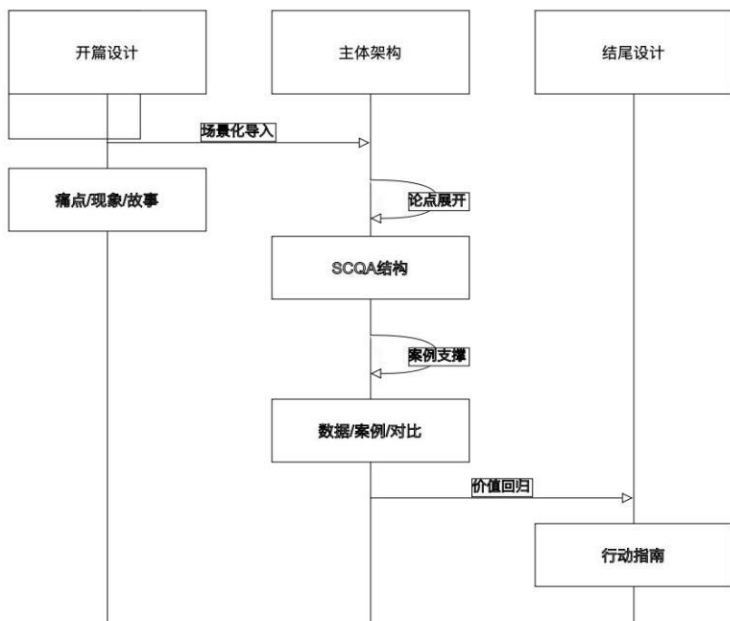 开篇设计
主体架构
结尾设计
场景化导入
痛点/现象/故事
论点展开
SCQA结构
案例支撑
数据/案例/对比
价值回归
行动指南